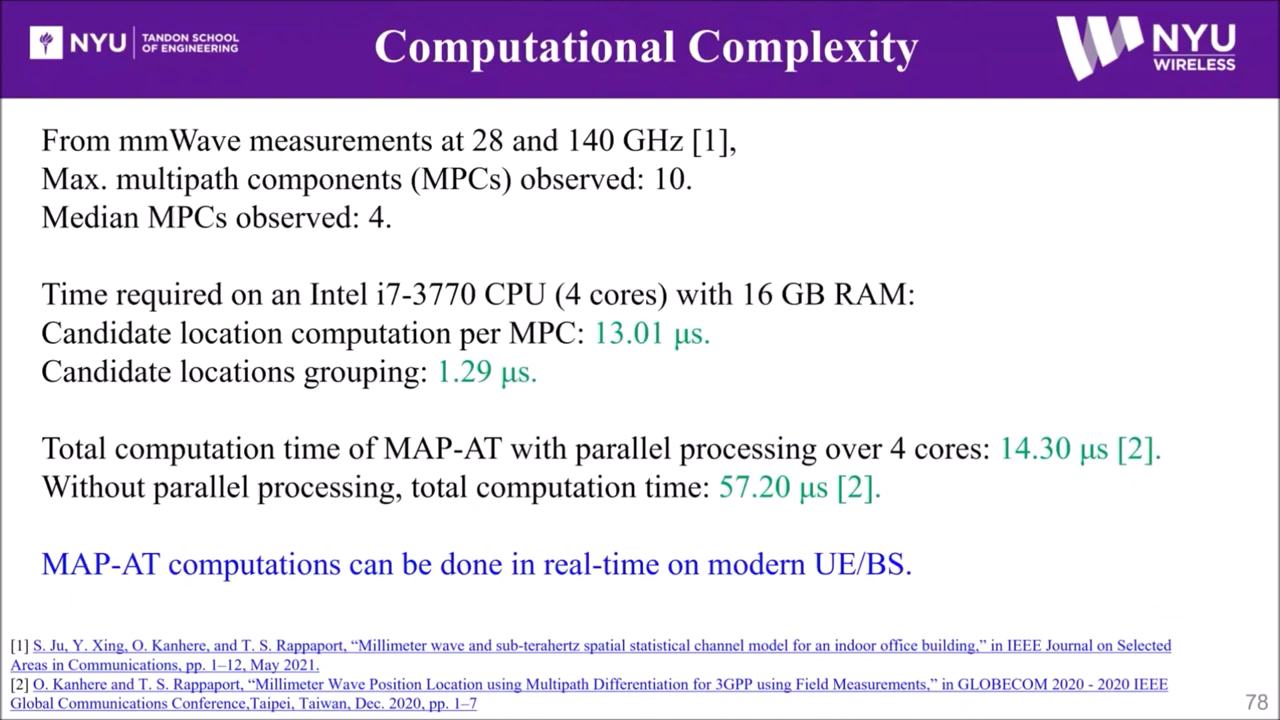 NYU
TANDON SCHOOL
OF ENGINEERING
Computational Complexity
NYU
WIRELESS
From mmWave measurements at 28 and 140 GHz [1],
Max. multipath components (MPCs) observed: 10.
Median MPCs observed: 4.
Time required on an Intel i7-3770 CPU (4 cores) with 16 GB RAM:
Candidate location computation per MPC: 13.01 μs.
Candidate locations grouping: 1.29 μs.
Total computation time of MAP-AT with parallel processing over 4 cores: 14.30 μs [2].
Without parallel processing, total computation time: 57.20 μs [2].
MAP-AT computations can be done in real-time on modern UE/BS.
[1] S. Ju, Y. Xing, O. Kanhere, and T. S. Rappaport, “Millimeter wave and sub-terahertz spatial statistical channel model for an indoor office building,” in IEEE Journal on Selected
Areas in Communications, pp. 1–12, May 2021.
[2] O. Kanhere and T. S. Rappaport, “Millimeter Wave Position Location using Multipath Differentiation for 3GPP using Field Measurements,” in GLOBECOM 2020 - 2020 IEEE
Global Communications Conference,Taipei, Taiwan, Dec. 2020, pp. 1–7
78